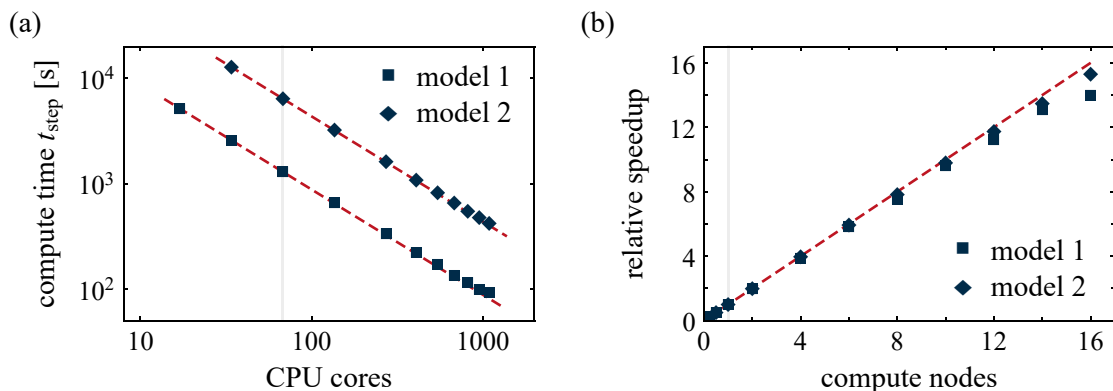 (a)
compute time t_step [s]
10^4
10^3
10^2
10
100
1000
CPU cores
model 1
model 2
(b)
relative speedup
16
12
8
4
0
0
4
8
12
16
compute nodes
model 1
model 2